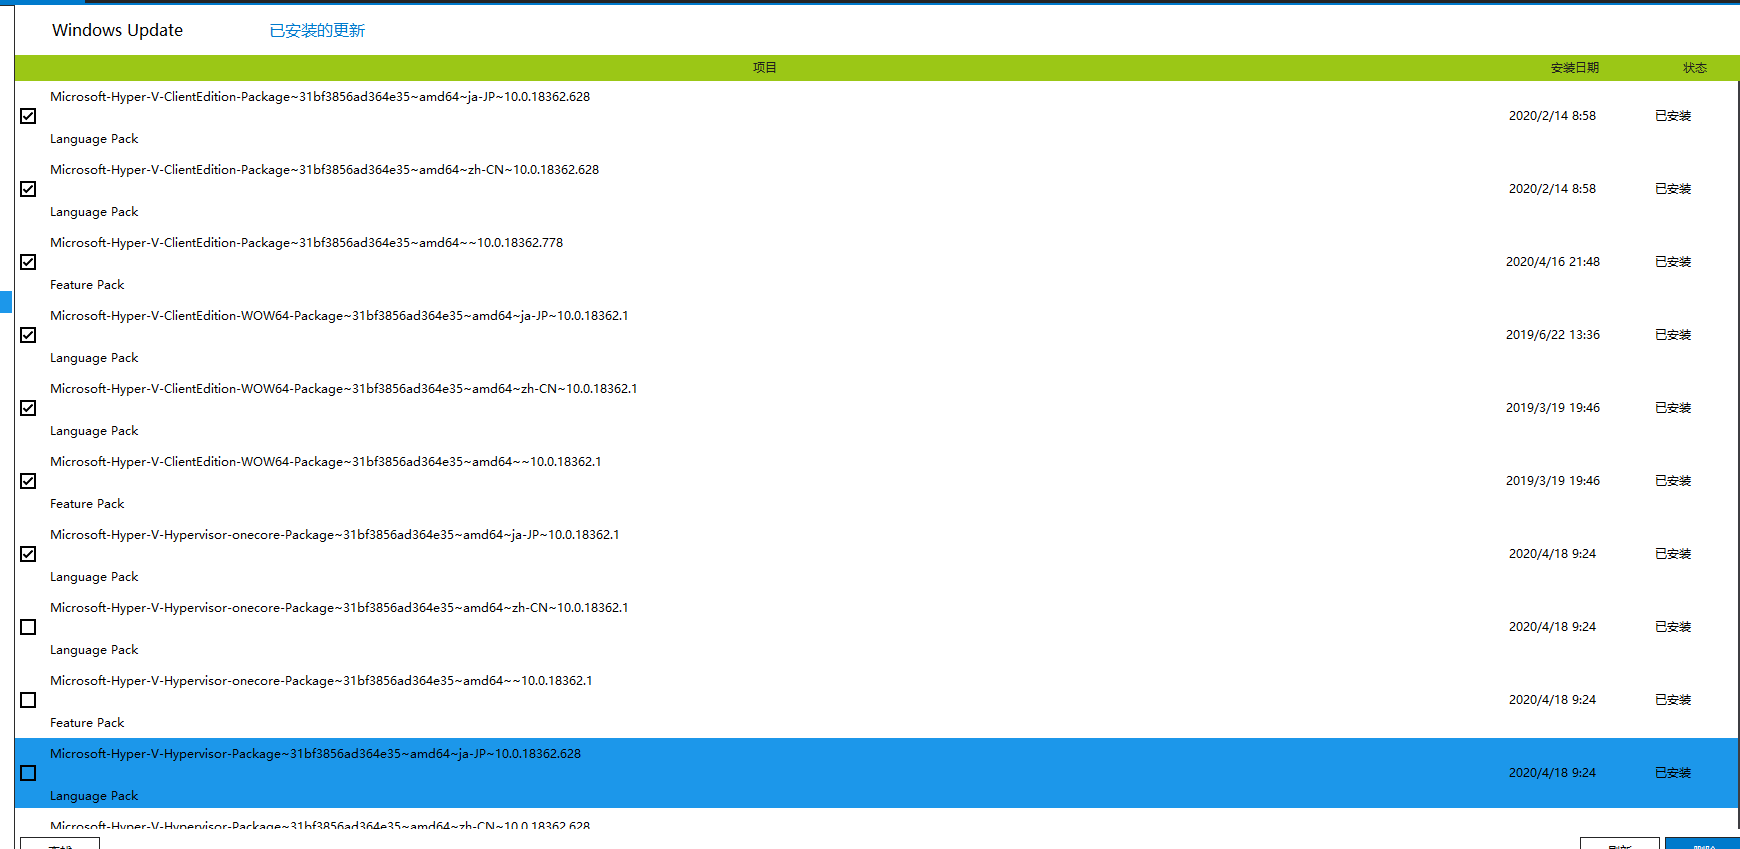 Windows Update 已安装的更新
项目 安装日期 状态
Microsoft-Hyper-V-ClientEdition-Package~31bf3856ad364e35~amd64~ja-JP~10.0.18362.628
2020/2/14 8:58 已安装
Language Pack
Microsoft-Hyper-V-ClientEdition-Package~31bf3856ad364e35~amd64~zh-CN~10.0.18362.628
2020/2/14 8:58 已安装
Language Pack
Microsoft-Hyper-V-ClientEdition-Package~31bf3856ad364e35~amd64~~10.0.18362.778
2020/4/16 21:48 已安装
Feature Pack
Microsoft-Hyper-V-ClientEdition-WOW64-Package~31bf3856ad364e35~amd64~ja-JP~10.0.18362.1
2019/6/22 13:36 已安装
Language Pack
Microsoft-Hyper-V-ClientEdition-WOW64-Package~31bf3856ad364e35~amd64~zh-CN~10.0.18362.1
2019/3/19 19:46 已安装
Language Pack
Microsoft-Hyper-V-ClientEdition-WOW64-Package~31bf3856ad364e35~amd64~~10.0.18362.1
2019/3/19 19:46 已安装
Feature Pack
Microsoft-Hyper-V-Hypervisor-onecore-Package~31bf3856ad364e35~amd64~ja-JP~10.0.18362.1
2020/4/18 9:24 已安装
Language Pack
Microsoft-Hyper-V-Hypervisor-onecore-Package~31bf3856ad364e35~amd64~zh-CN~10.0.18362.1
2020/4/18 9:24 已安装
Language Pack
Microsoft-Hyper-V-Hypervisor-onecore-Package~31bf3856ad364e35~amd64~~10.0.18362.1
2020/4/18 9:24 已安装
Feature Pack
Microsoft-Hyper-V-Hypervisor-Package~31bf3856ad364e35~amd64~ja-JP~10.0.18362.628
2020/4/18 9:24 已安装
Language Pack
Microsoft-Hyper-V-Hypervisor-Package~31bf3856ad364e35~amd64~zh-CN~10.0.18362.628